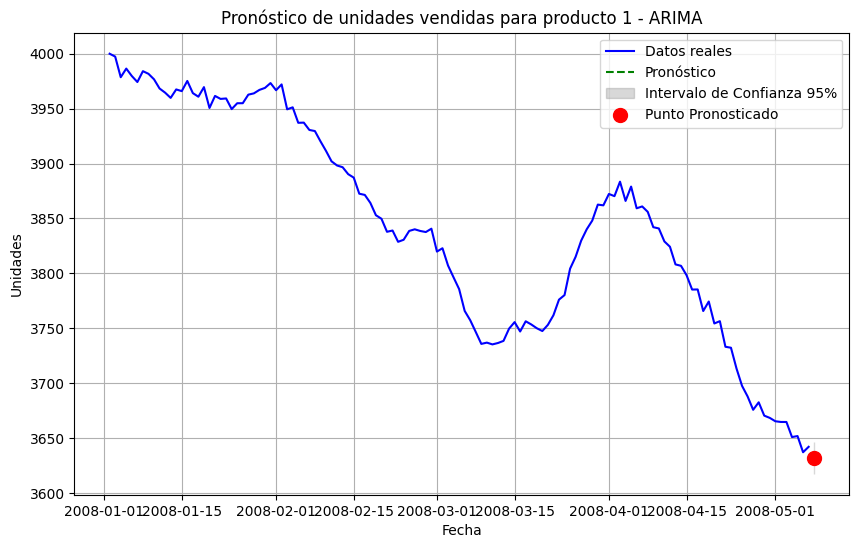 Pronóstico de unidades vendidas para producto 1 - ARIMA
Datos reales
Pronóstico
Intervalo de Confianza 95%
Punto Pronosticado
Unidades
4000
3950
3900
3850
3800
3750
3700
3650
3600
2008-01-01 2008-01-15 2008-02-01 2008-02-15 2008-03-01 2008-03-15 2008-04-01 2008-04-15 2008-05-01
Fecha